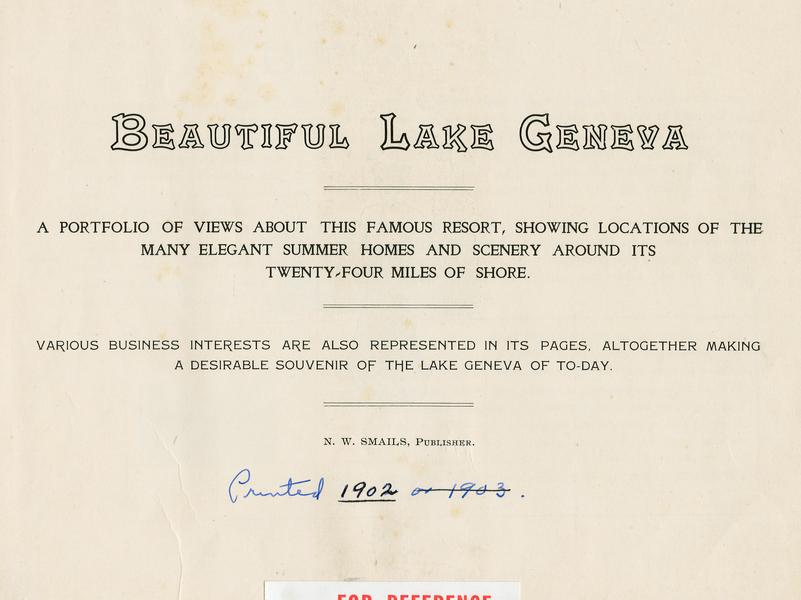 BEAUTIFUL LAKE GENEVA
A PORTFOLIO OF VIEWS ABOUT THIS FAMOUS RESORT, SHOWING LOCATIONS OF THE
MANY ELEGANT SUMMER HOMES AND SCENERY AROUND ITS
TWENTY-FOUR MILES OF SHORE.
VARIOUS BUSINESS INTERESTS ARE ALSO REPRESENTED IN ITS PAGES, ALTOGETHER MAKING
A DESIRABLE SOUVENIR OF THE LAKE GENEVA OF TO-DAY.
N. W. SMAILS, PUBLISHER.
Printed 1902 or 1903.
FOR REFERENCE